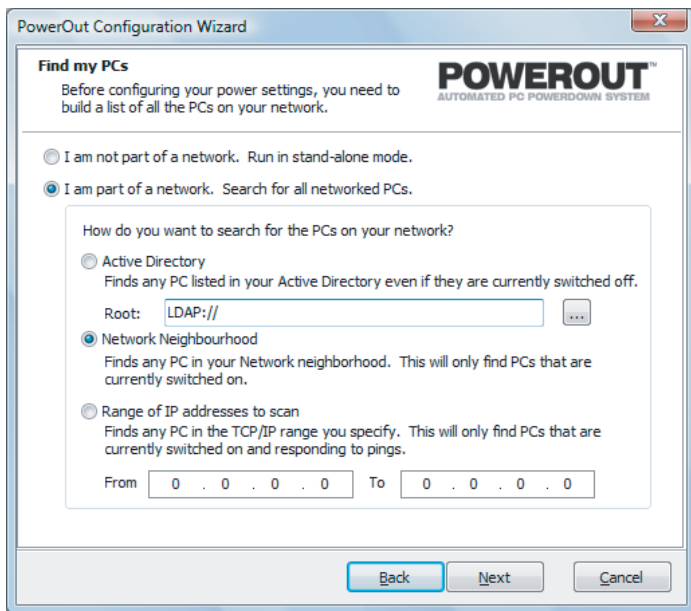 PowerOut Configuration Wizard
Find my PCs
Before configuring your power settings, you need to
build a list of all the PCs on your network.
POWEROUT™
AUTOMATED PC POWERDOWN SYSTEM
I am not part of a network. Run in stand-alone mode.
I am part of a network. Search for all networked PCs.
How do you want to search for the PCs on your network?
Active Directory
Finds any PC listed in your Active Directory even if they are currently switched off.
Root: LDAP:// ...
Network Neighbourhood
Finds any PC in your Network neighborhood. This will only find PCs that are
currently switched on.
Range of IP addresses to scan
Finds any PC in the TCP/IP range you specify. This will only find PCs that are
currently switched on and responding to pings.
From 0 . 0 . 0 . 0 To 0 . 0 . 0 . 0
Back Next Cancel